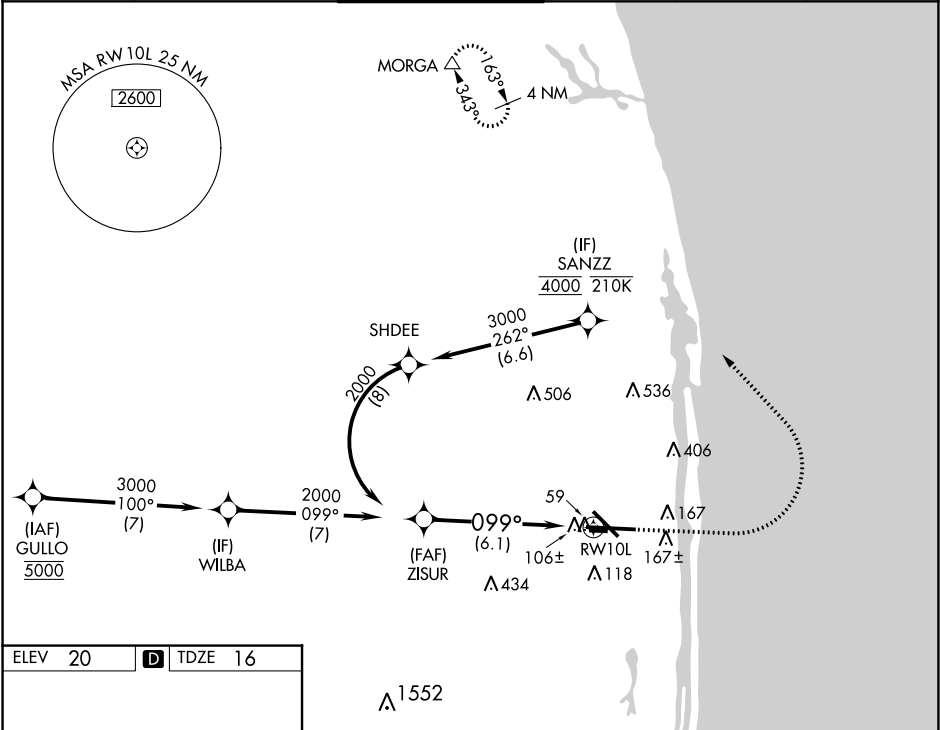 MSA RW10L 25 NM
2600
MORGA
163°
343°
4 NM
(IF)
SANZZ
4000 210K
3000
262°
(6.6)
SHDEE
2000
(8)
506
536
406
3000
100°
(7)
2000
099°
(7)
099°
(6.1)
59
167
(IAF)
GULLO
5000
(IF)
WILBA
(FAF)
ZISUR
106±
RW10L
167±
434
118
ELEV 20 D TDZE 16
1552